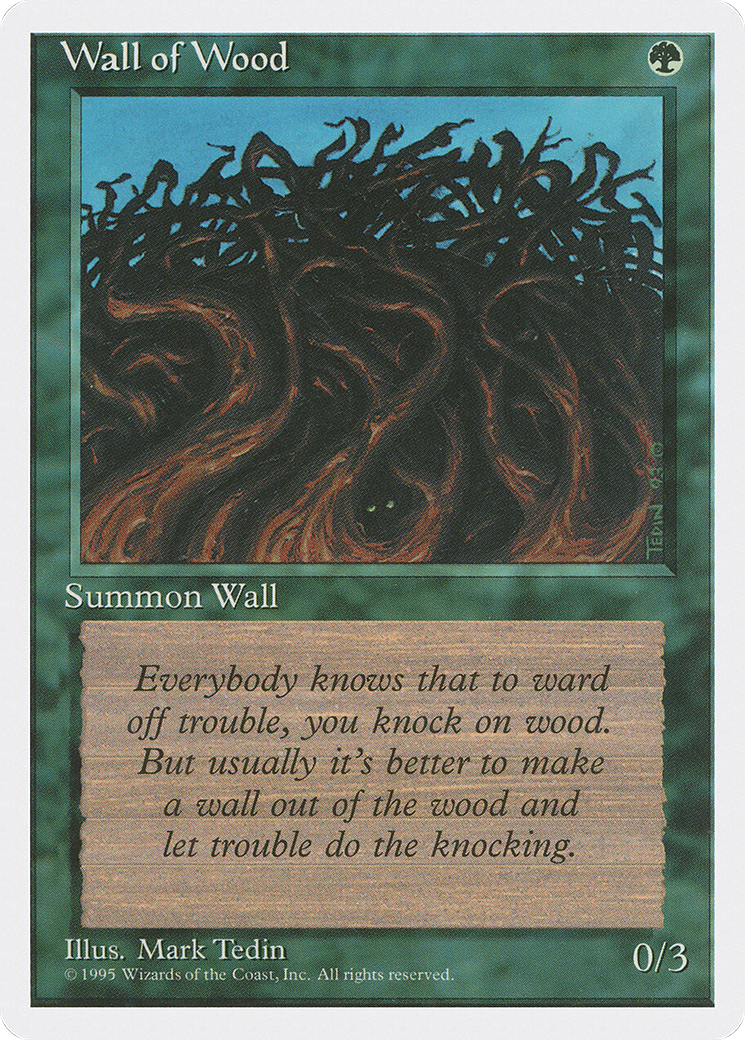 Wall of Wood
TEDIN 93 ©
Summon Wall
Everybody knows that to ward
off trouble, you knock on wood.
But usually it's better to make
a wall out of the wood and
let trouble do the knocking.
Illus. Mark Tedin
0/3
© 1995 Wizards of the Coast, Inc. All rights reserved.